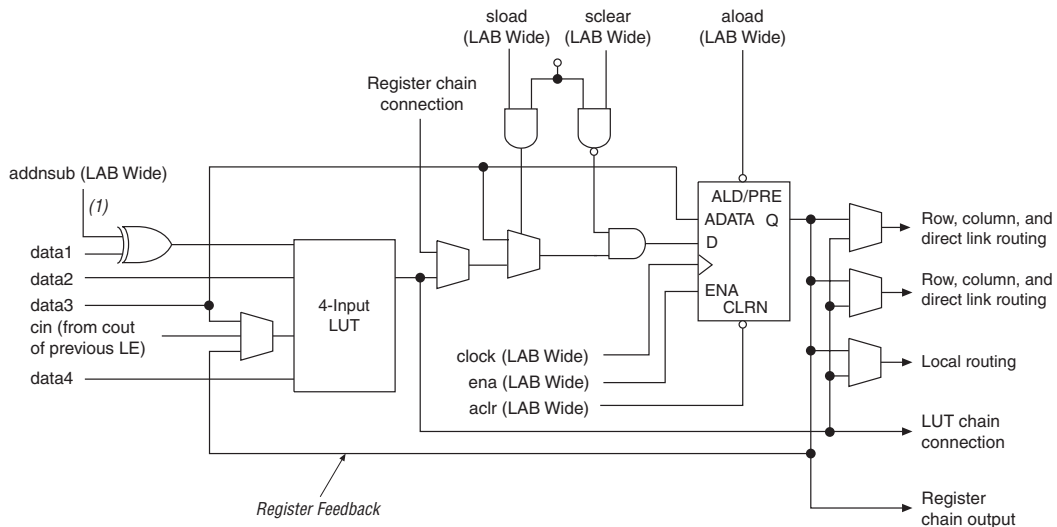 sload
(LAB Wide)
sclear
(LAB Wide)
aload
(LAB Wide)
Register chain
connection
addnsub (LAB Wide)
(1)
data1
data2
data3
cin (from cout
of previous LE)
data4
4-Input
LUT
ALD/PRE
ADATA Q
D
ENA
CLRN
clock (LAB Wide)
ena (LAB Wide)
aclr (LAB Wide)
Row, column, and
direct link routing
Row, column, and
direct link routing
Local routing
LUT chain
connection
Register
chain output
Register Feedback